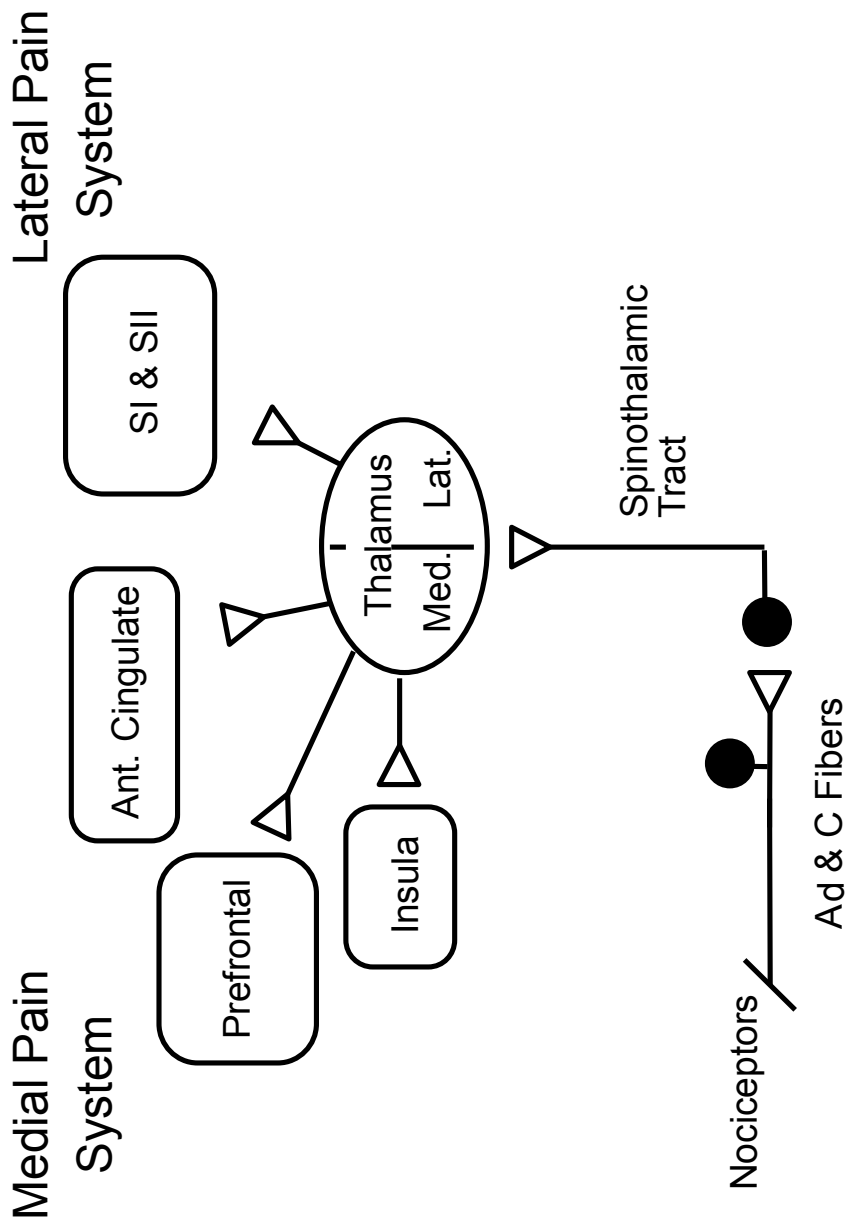 Medial Pain
System
Lateral Pain
System
Ant. Cingulate
SI & SII
Prefrontal
Insula
Thalamus
Med.
Lat.
Spinothalamic
Tract
Nociceptors
Ad & C Fibers